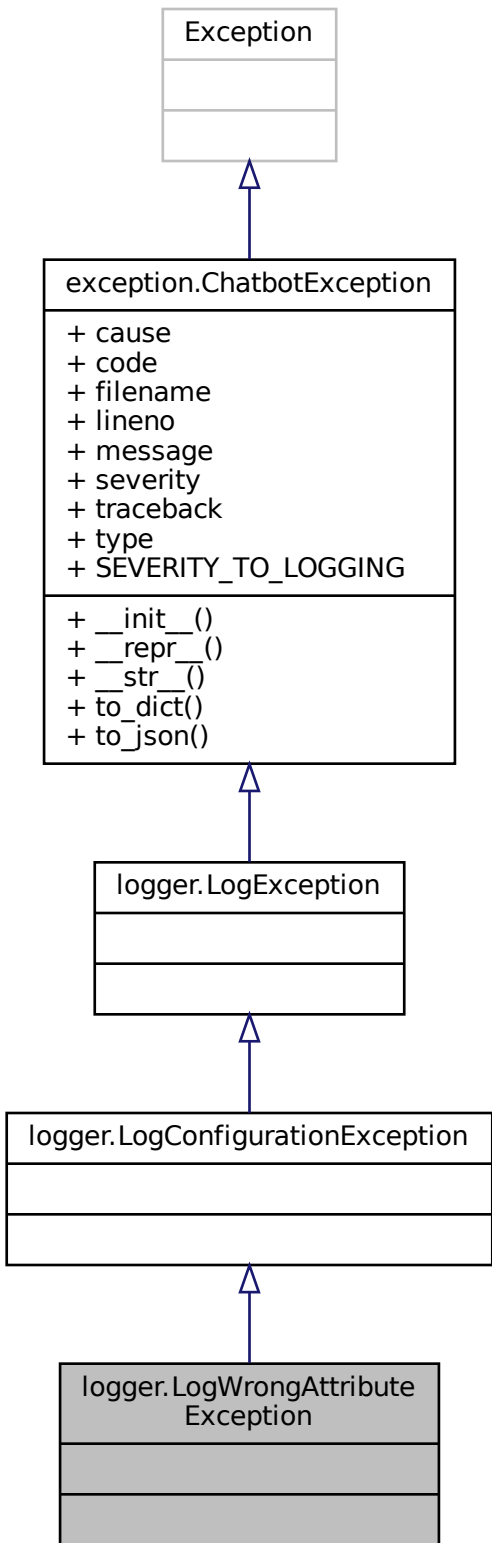 Exception
exception.ChatbotException
+ cause
+ code
+ filename
+ lineno
+ message
+ severity
+ traceback
+ type
+ SEVERITY_TO_LOGGING
+ __init__()
+ __repr__()
+ __str__()
+ to_dict()
+ to_json()
logger.LogException
logger.LogConfigurationException
logger.LogWrongAttribute
Exception